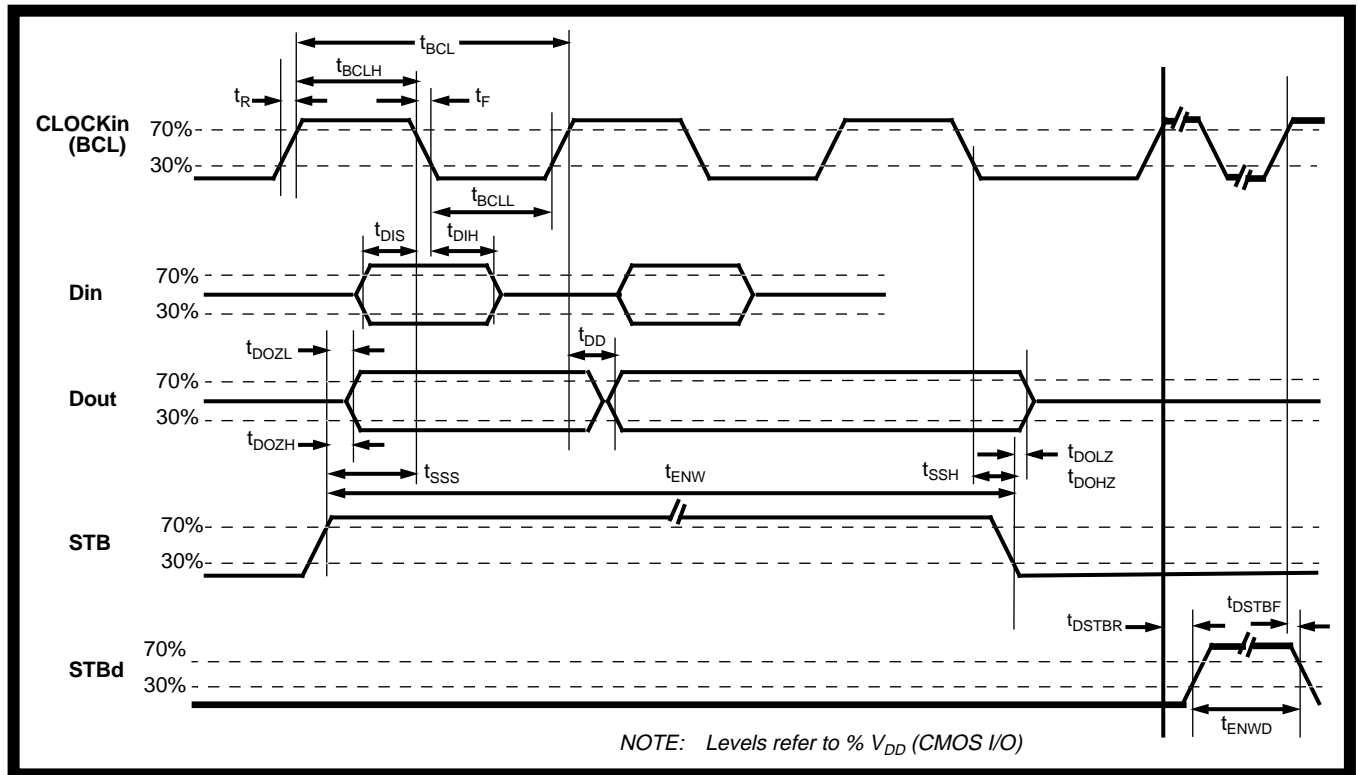 tBCL
tBCLH
tR
tF
CLOCKin
(BCL)
70%
30%
tBCLL
tDIS
tDIH
70%
Din
30%
tDOZL
tDD
70%
Dout
30%
tDOZH
tDOLZ
tSSS
tENW
tSSH
tDOHZ
70%
STB
30%
tDSTBR
tDSTBF
70%
STBd
30%
tENWD
NOTE: Levels refer to % VDD (CMOS I/O)